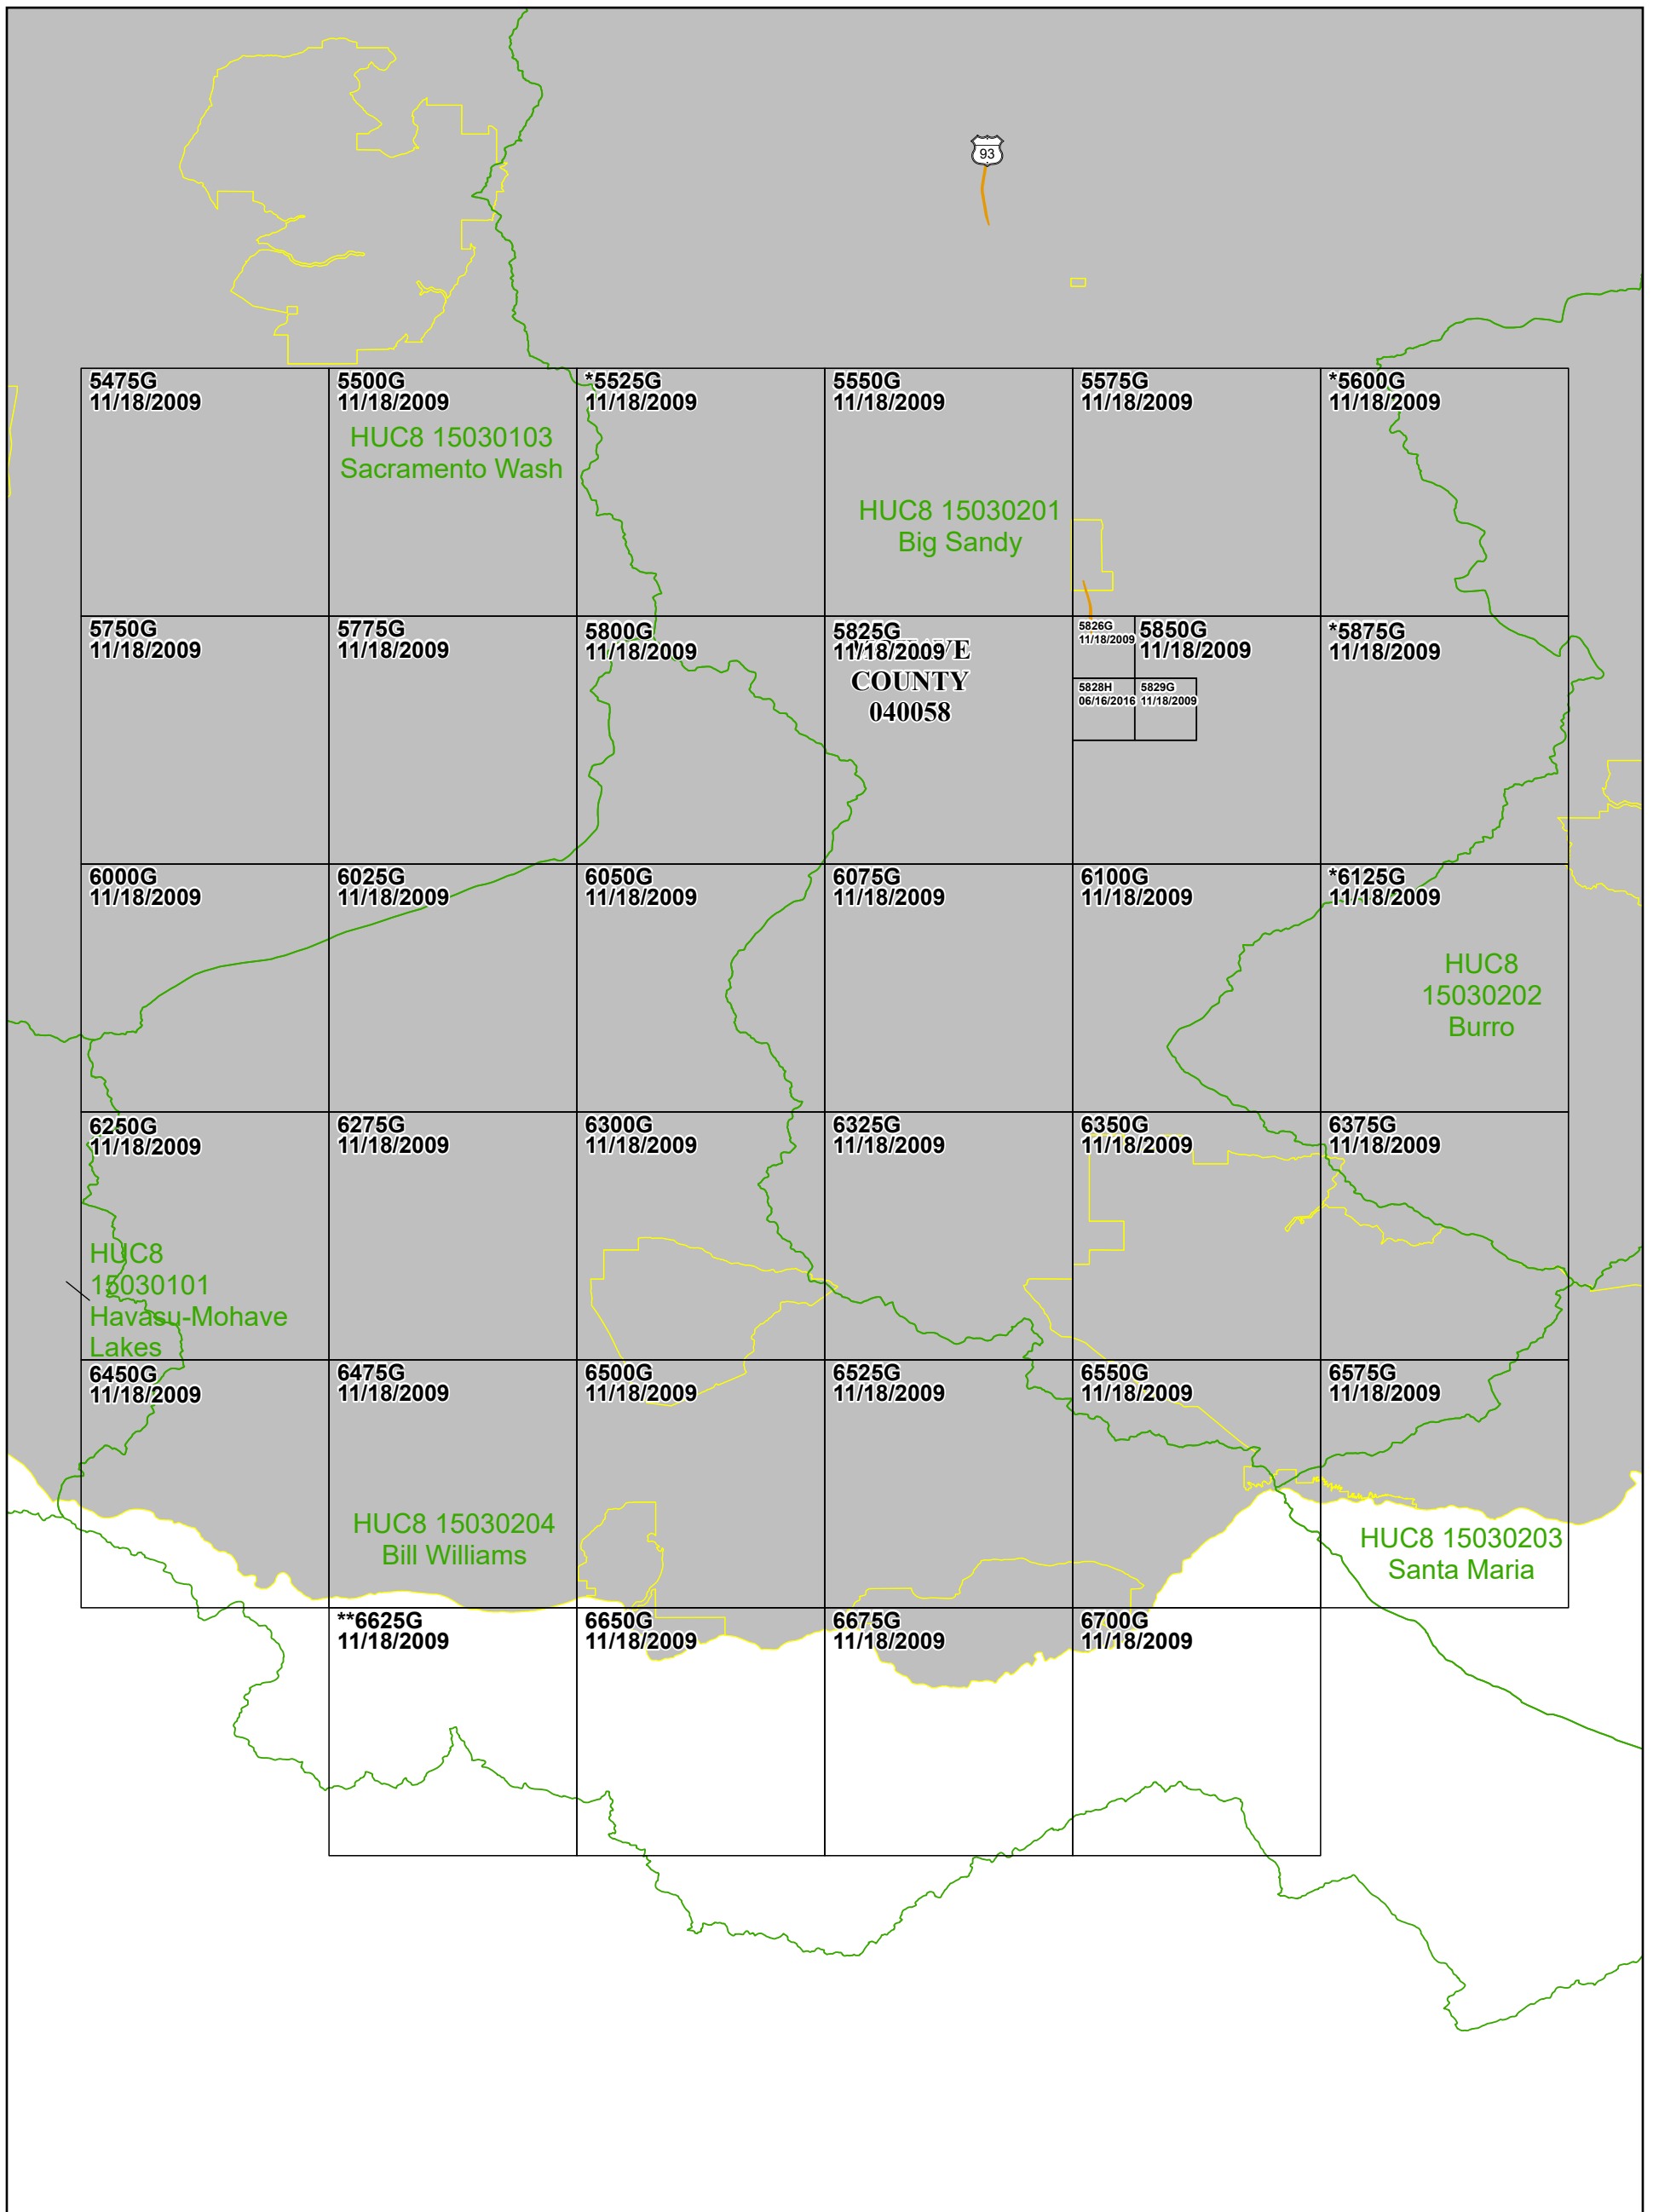 93
5475G
11/18/2009
5500G
11/18/2009
*5525G
11/18/2009
5550G
11/18/2009
5575G
11/18/2009
*5600G
11/18/2009
HUC8 15030103
Sacramento Wash
HUC8 15030201
Big Sandy
5750G
11/18/2009
5775G
11/18/2009
5800G
11/18/2009
5825G
11/18/2009
COUNTY
040058
5826G
11/18/2009
5850G
11/18/2009
5828H
06/16/2016
5829G
11/18/2009
*5875G
11/18/2009
6000G
11/18/2009
6025G
11/18/2009
6050G
11/18/2009
6075G
11/18/2009
6100G
11/18/2009
*6125G
11/18/2009
HUC8
15030202
Burro
6250G
11/18/2009
6275G
11/18/2009
6300G
11/18/2009
6325G
11/18/2009
6350G
11/18/2009
6375G
11/18/2009
HUC8
15030101
Havasu-Mohave
Lakes
6450G
11/18/2009
6475G
11/18/2009
6500G
11/18/2009
6525G
11/18/2009
6550G
11/18/2009
6575G
11/18/2009
HUC8 15030204
Bill Williams
HUC8 15030203
Santa Maria
**6625G
11/18/2009
6650G
11/18/2009
6675G
11/18/2009
6700G
11/18/2009